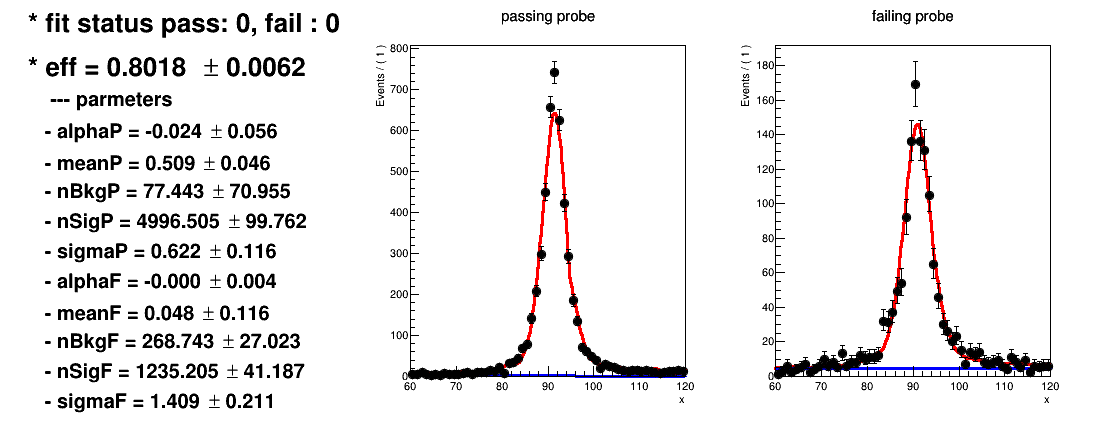 * fit status pass: 0, fail : 0
* eff = 0.8018 ± 0.0062
--- parmeters
- alphaP = -0.024 ± 0.056
- meanP = 0.509 ± 0.046
- nBkgP = 77.443 ± 70.955
- nSigP = 4996.505 ± 99.762
- sigmaP = 0.622 ± 0.116
- alphaF = -0.000 ± 0.004
- meanF = 0.048 ± 0.116
- nBkgF = 268.743 ± 27.023
- nSigF = 1235.205 ± 41.187
- sigmaF = 1.409 ± 0.211
passing probe
Events / ( 1 )
800
700
600
500
400
300
200
100
0
60 70 80 90 100 110 120
x
failing probe
Events / ( 1 )
180
160
140
120
100
80
60
40
20
0
60 70 80 90 100 110 120
x